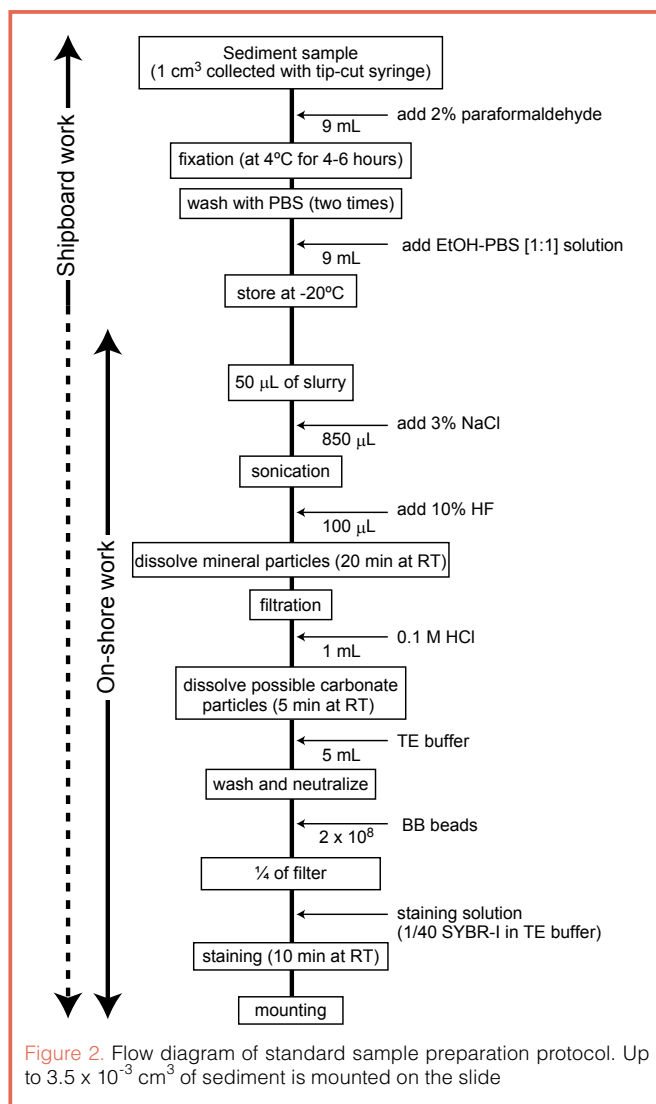 Shipboard work
On-shore work
Sediment sample
(1 cm³ collected with tip-cut syringe)
add 2% paraformaldehyde
9 mL
fixation (at 4ºC for 4-6 hours)
wash with PBS (two times)
add EtOH-PBS [1:1] solution
9 mL
store at -20ºC
50 μL of slurry
add 3% NaCl
850 μL
sonication
add 10% HF
100 μL
dissolve mineral particles (20 min at RT)
filtration
0.1 M HCl
1 mL
dissolve possible carbonate
particles (5 min at RT)
TE buffer
5 mL
wash and neutralize
BB beads
2 x 10⁸
¼ of filter
staining solution
(1/40 SYBR-I in TE buffer)
staining (10 min at RT)
mounting
Figure 2. Flow diagram of standard sample preparation protocol. Up
to 3.5 x 10⁻³ cm³ of sediment is mounted on the slide